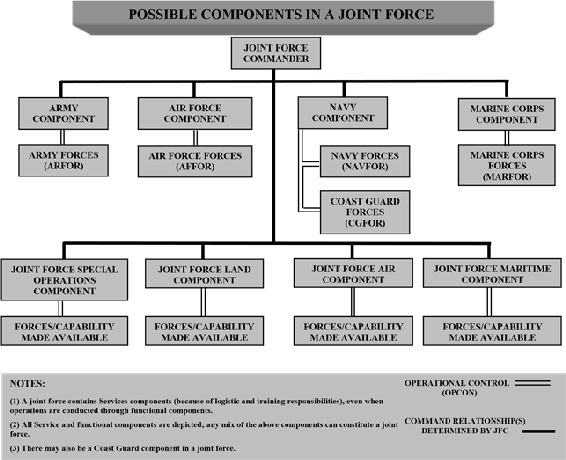 POSSIBLE COMPONENTS IN A JOINT FORCE
JOINT FORCE
COMMANDER
ARMY
COMPONENT
AIR FORCE
COMPONENT
NAVY
COMPONENT
MARINE CORPS
COMPONENT
ARMY FORCES
(ARFOR)
AIR FORCE FORCES
(AFFOR)
NAVY FORCES
(NAVFOR)
MARINE CORPS
FORCES
(MARFOR)
COAST GUARD
FORCES
(CGFOR)
JOINT FORCE SPECIAL
OPERATIONS
COMPONENT
JOINT FORCE LAND
COMPONENT
JOINT FORCE AIR
COMPONENT
JOINT FORCE MARITIME
COMPONENT
FORCES/CAPABILITY
MADE AVAILABLE
FORCES/CAPABILITY
MADE AVAILABLE
FORCES/CAPABILITY
MADE AVAILABLE
FORCES/CAPABILITY
MADE AVAILABLE
NOTES:
(1) A joint force contains Services components (because of logistic and training responsibilities), even when
operations are conducted through functional components.
(2) All Service and functional components are depicted, any mix of the above components can constitute a joint
force.
(3) There may also be a Coast Guard component in a joint force.
OPERATIONAL CONTROL
(OPCON)
COMMAND RELATIONSHIP(S)
DETERMINED BY JFC